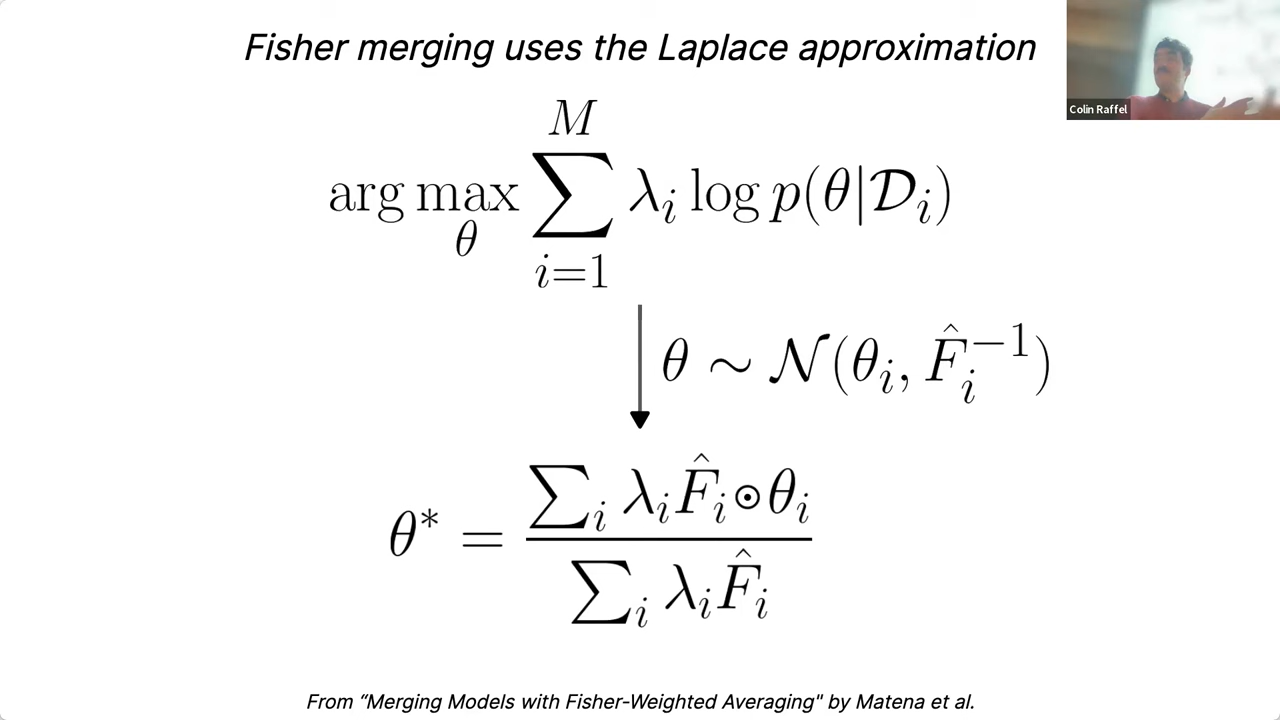 Fisher merging uses the Laplace approximation
Colin Raffel
M
arg max ∑ λᵢ log p(θ|𝒟ᵢ)
θ
i=1
θ ∼ 𝒩(θᵢ, F̂ᵢ⁻¹)
θ* = ∑ᵢ λᵢF̂ᵢ⊙θᵢ
∑ᵢ λᵢF̂ᵢ
From “Merging Models with Fisher-Weighted Averaging" by Matena et al.